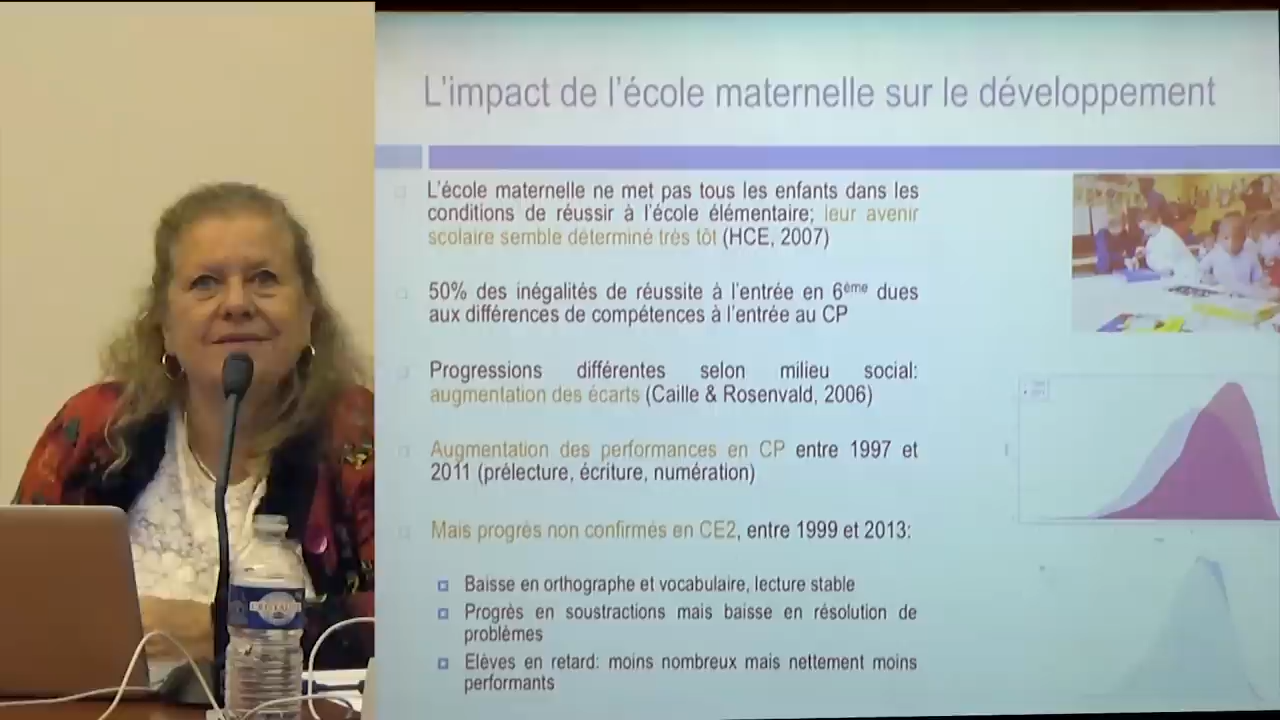 L'impact de l'école maternelle sur le développement
L'école maternelle ne met pas tous les enfants dans les
conditions de réussir à l'école élémentaire; leur avenir
scolaire semble déterminé très tôt (HCE, 2007)
50% des inégalités de réussite à l'entrée en 6ème dues
aux différences de compétences à l'entrée au CP
Progressions différentes selon milieu social:
augmentation des écarts (Caille & Rosenvald, 2006)
Augmentation des performances en CP entre 1997 et
2011 (prélecture, écriture, numération)
Mais progrès non confirmés en CE2, entre 1999 et 2013:
Baisse en orthographe et vocabulaire, lecture stable
Progrès en soustractions mais baisse en résolution de
problèmes
Elèves en retard: moins nombreux mais nettement moins
performants